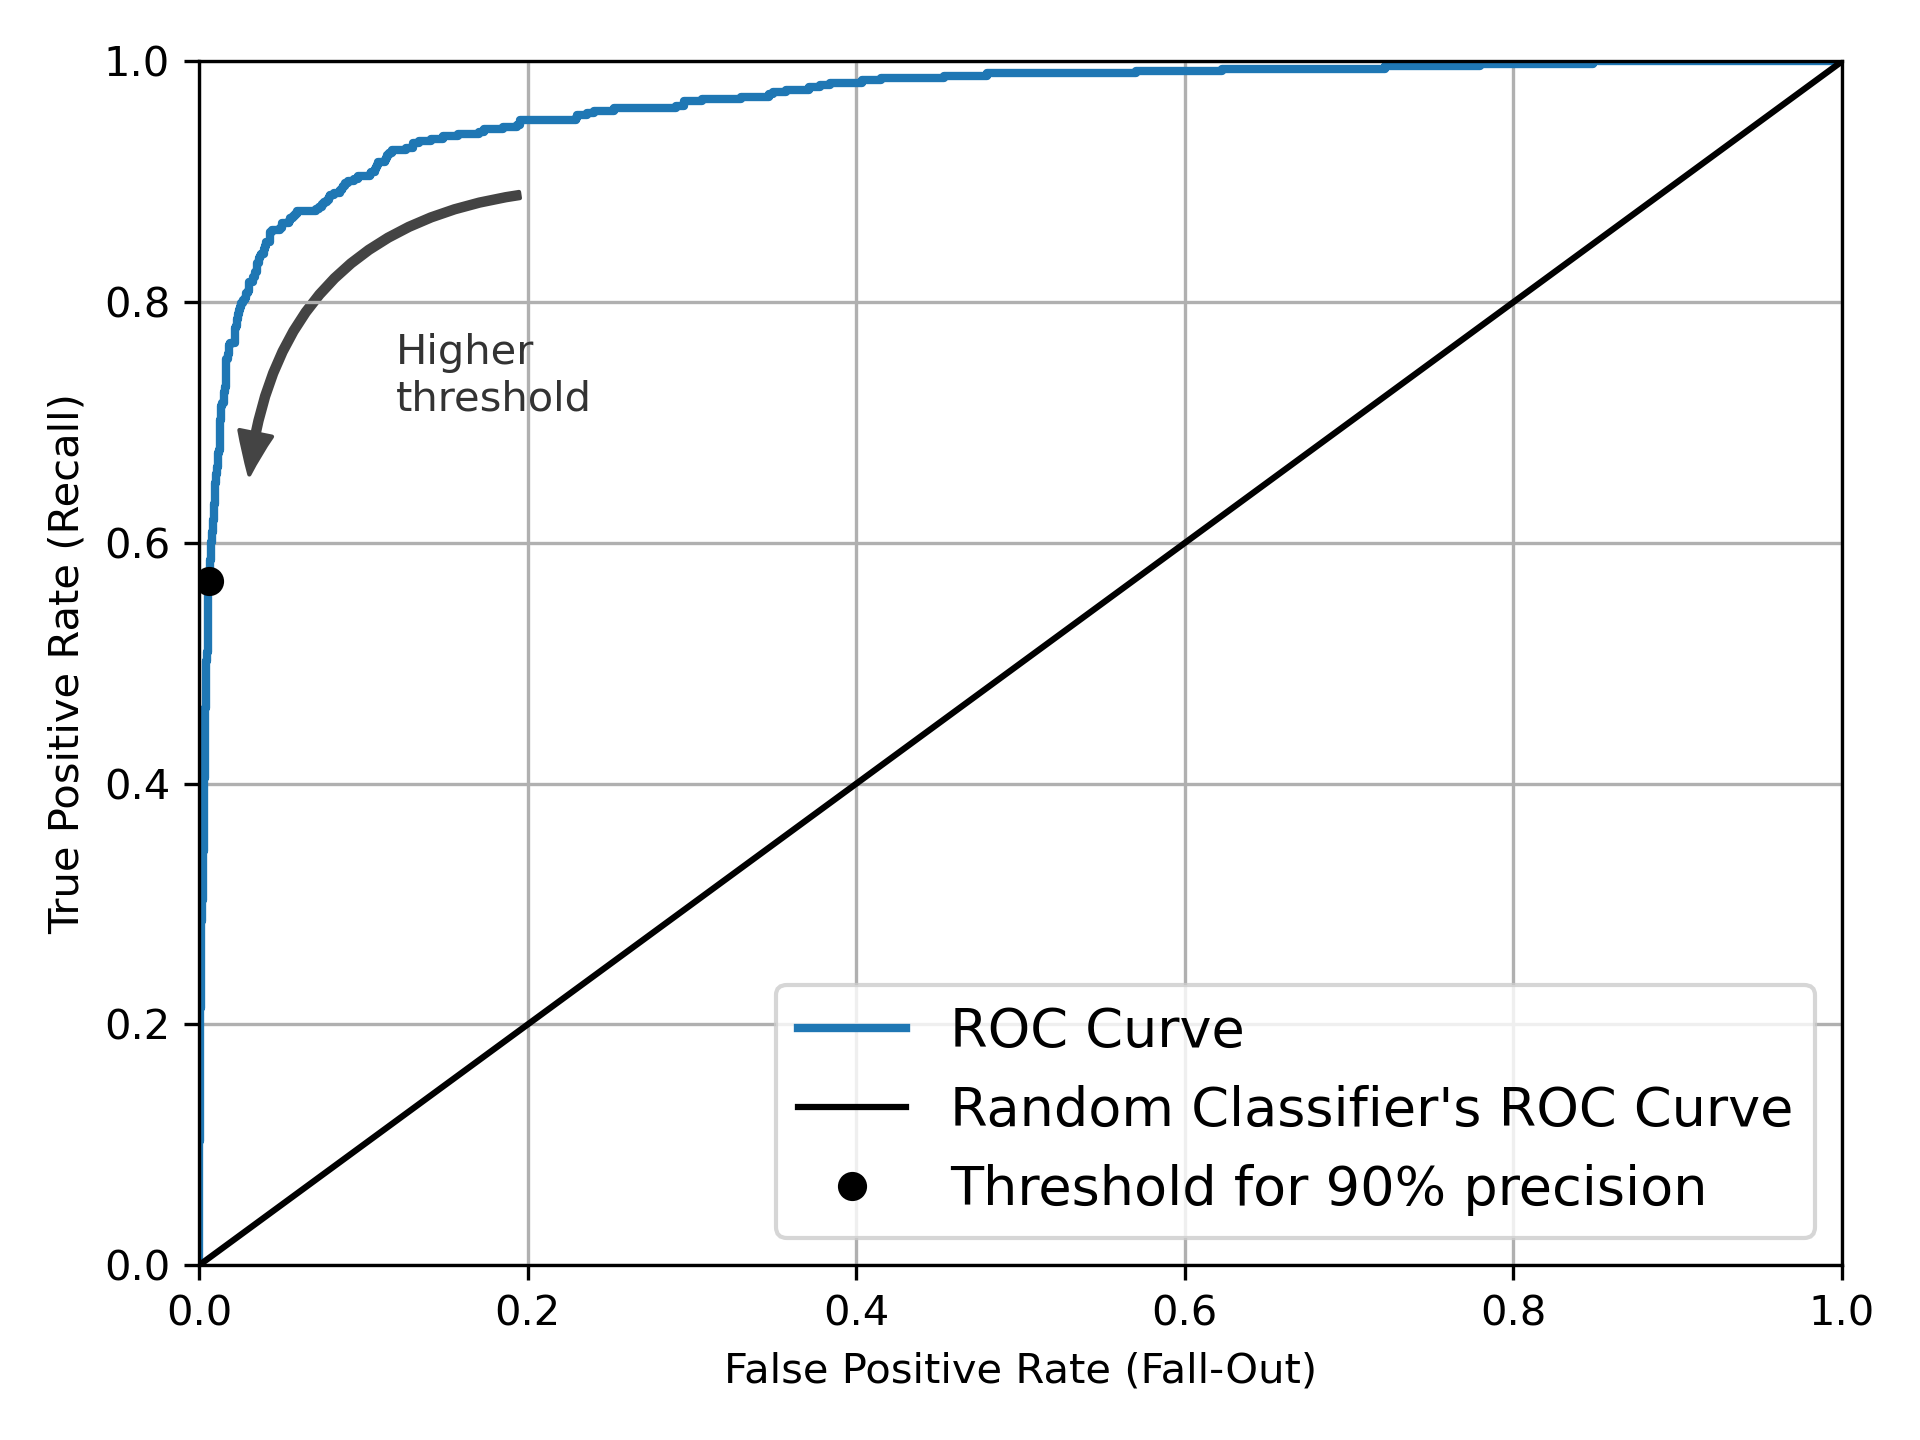 1.0
0.8
0.6
0.4
0.2
0.0
True Positive Rate (Recall)
Higher
threshold
ROC Curve
Random Classifier's ROC Curve
Threshold for 90% precision
0.0 0.2 0.4 0.6 0.8 1.0
False Positive Rate (Fall-Out)